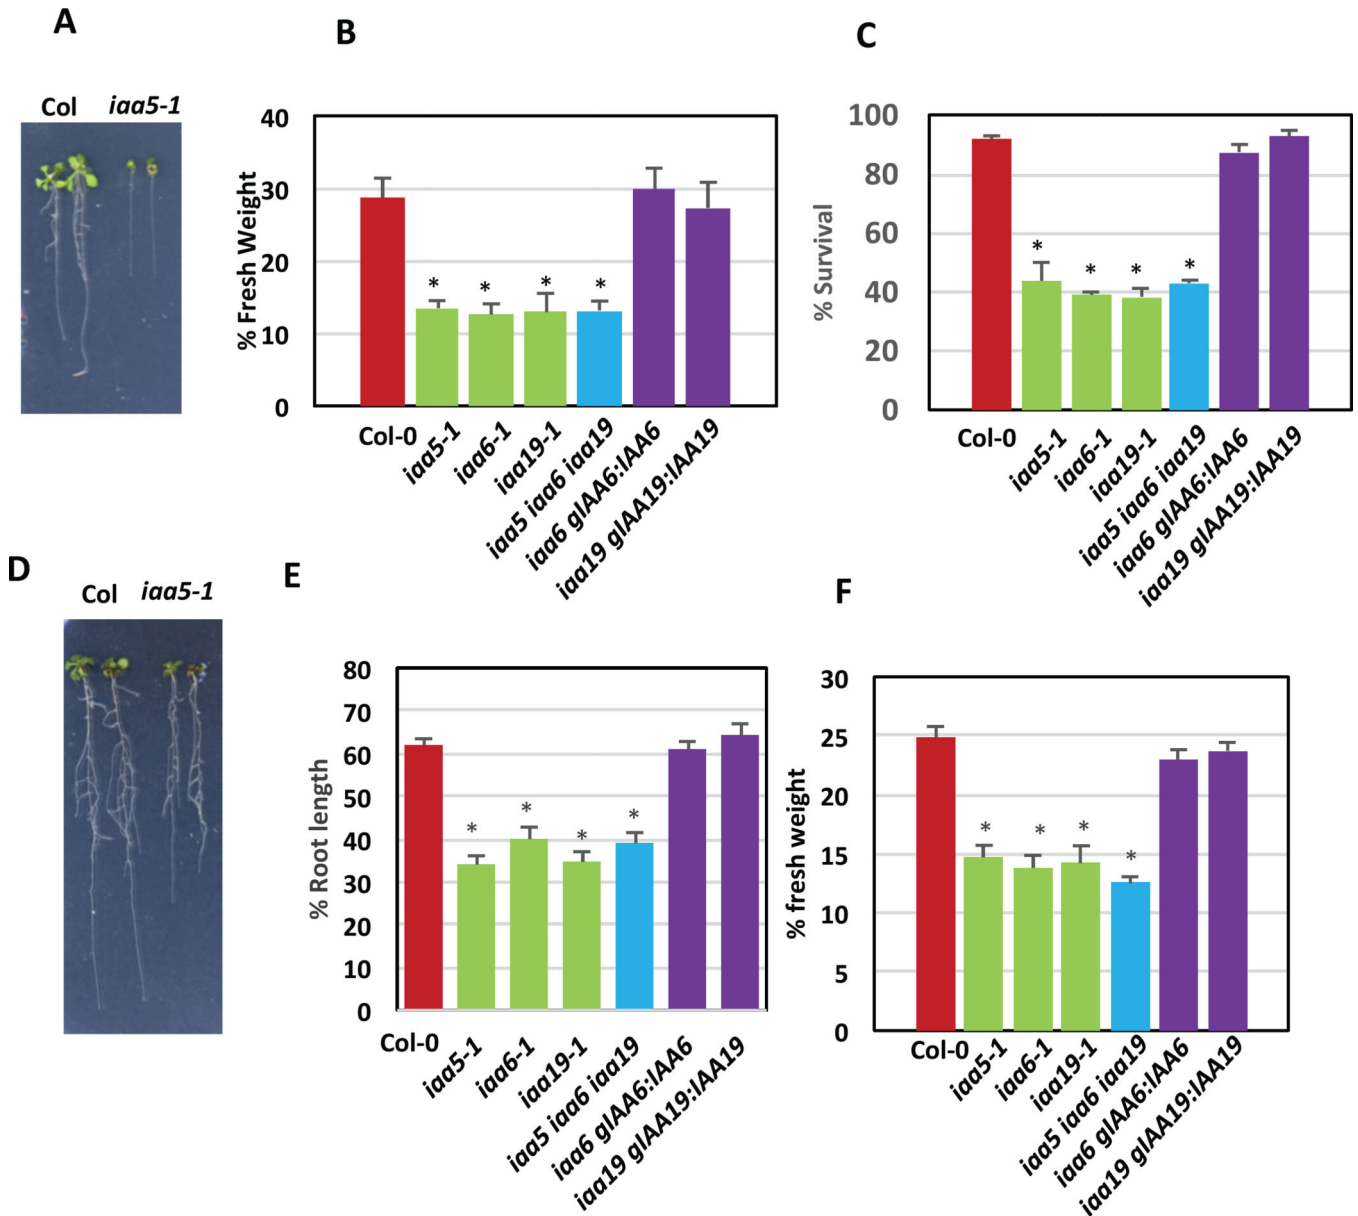 A
Col iaa5-1
B
% Fresh Weight
40
30
20
10
0
Col-0
iaa5-1
iaa6-1
iaa19-1
iaa5 iaa6 iaa19
iaa6 gIAA6:IAA6
iaa19 gIAA19:IAA19
* * * *
C
% Survival
100
80
60
40
20
0
Col-0
iaa5-1
iaa6-1
iaa19-1
iaa5 iaa6 iaa19
iaa6 gIAA6:IAA6
iaa19 gIAA19:IAA19
* * * *
D
Col iaa5-1
E
% Root length
80
70
60
50
40
30
20
10
0
Col-0
iaa5-1
iaa6-1
iaa19-1
iaa5 iaa6 iaa19
iaa6 gIAA6:IAA6
iaa19 gIAA19:IAA19
* * * *
F
% fresh weight
30
25
20
15
10
5
0
Col-0
iaa5-1
iaa6-1
iaa19-1
iaa5 iaa6 iaa19
iaa6 gIAA6:IAA6
iaa19 gIAA19:IAA19
* * * *